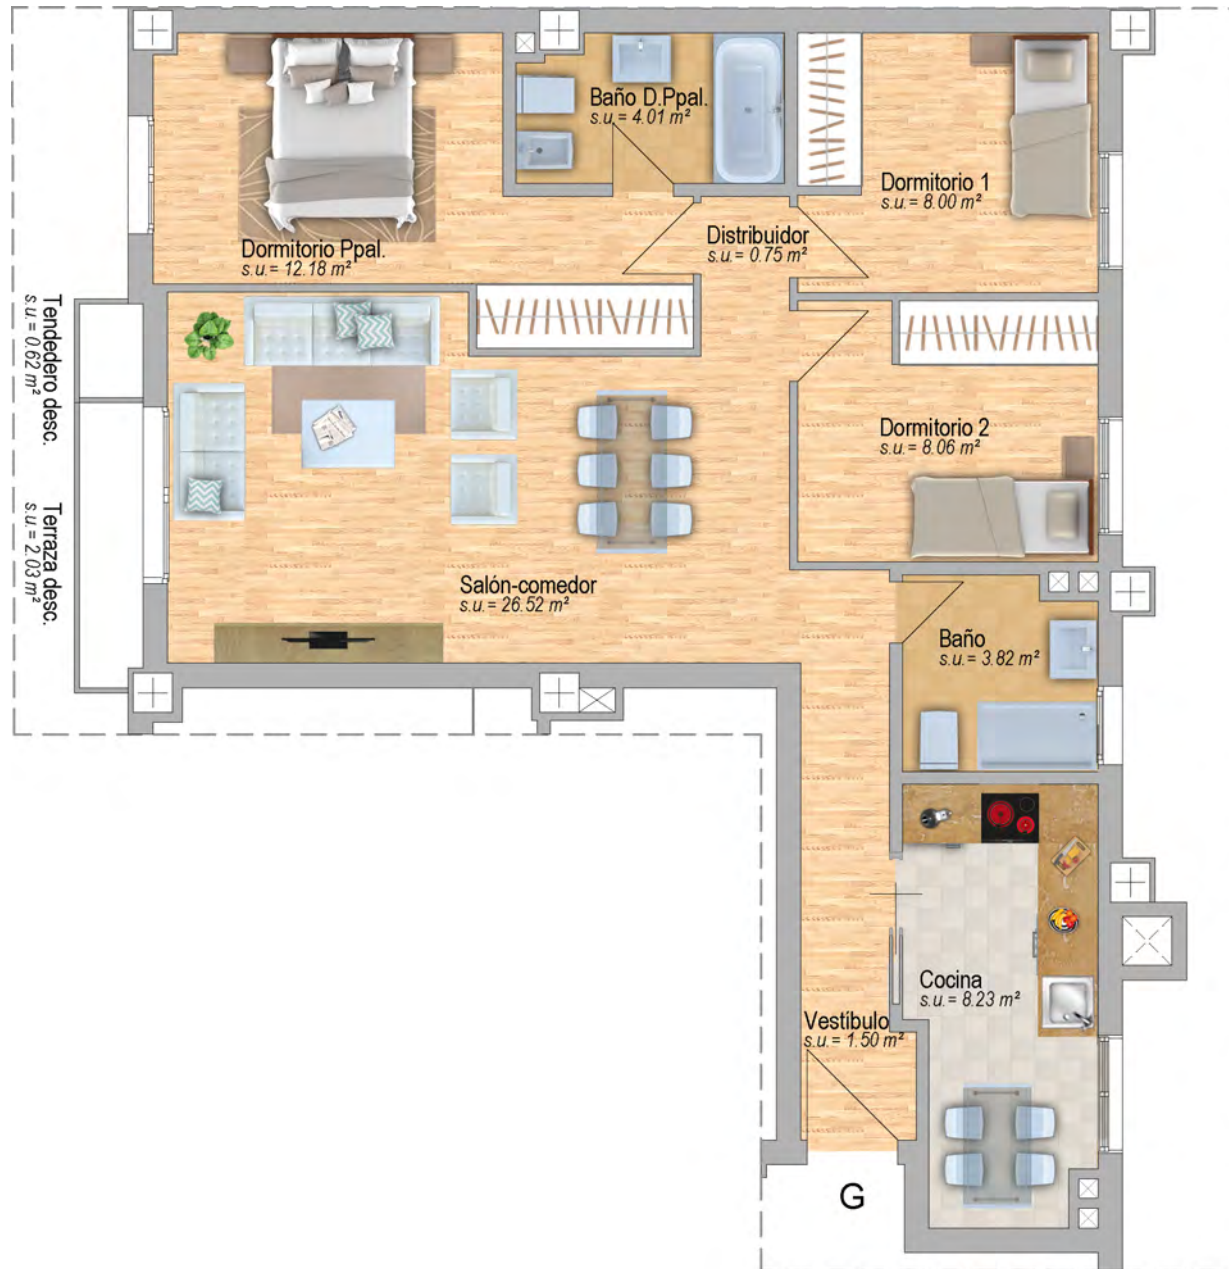 Baño D.Ppal.
s.u.= 4.01 m²
Dormitorio 1
s.u.= 8.00 m²
Distribuidor
s.u.= 0.75 m²
Dormitorio Ppal.
s.u.= 12.18 m²
Tendedero desc.
s.u.= 0.62 m²
Dormitorio 2
s.u.= 8.06 m²
Terraza desc.
s.u.= 2.03 m²
Salón-comedor
s.u.= 26.52 m²
Baño
s.u.= 3.82 m²
Cocina
s.u.= 8.23 m²
Vestíbulo
s.u.= 1.50 m²
G